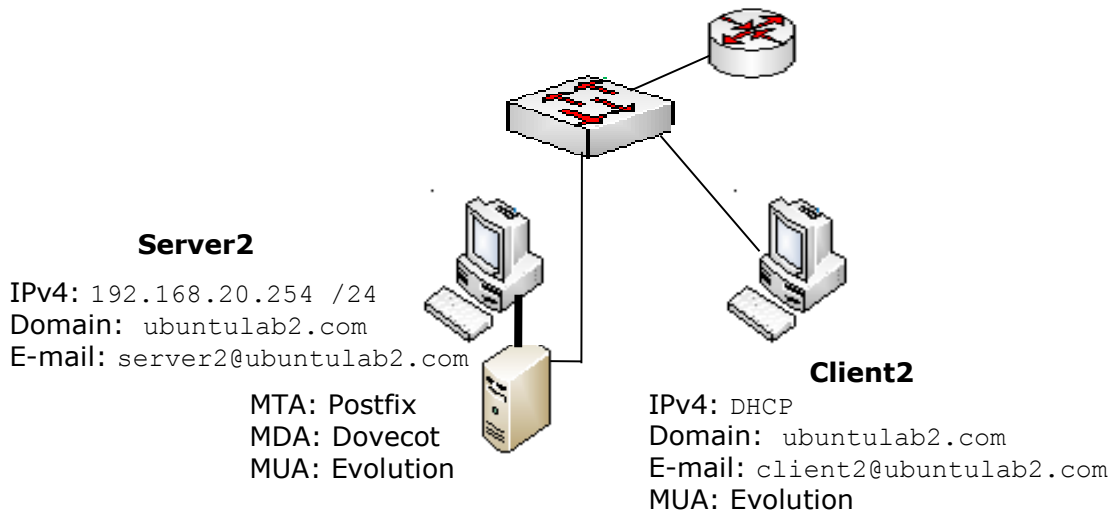 Server2
IPv4: 192.168.20.254 /24
Domain: ubuntulab2.com
E-mail: server2@ubuntulab2.com
MTA: Postfix
MDA: Dovecot
MUA: Evolution
Client2
IPv4: DHCP
Domain: ubuntulab2.com
E-mail: client2@ubuntulab2.com
MUA: Evolution